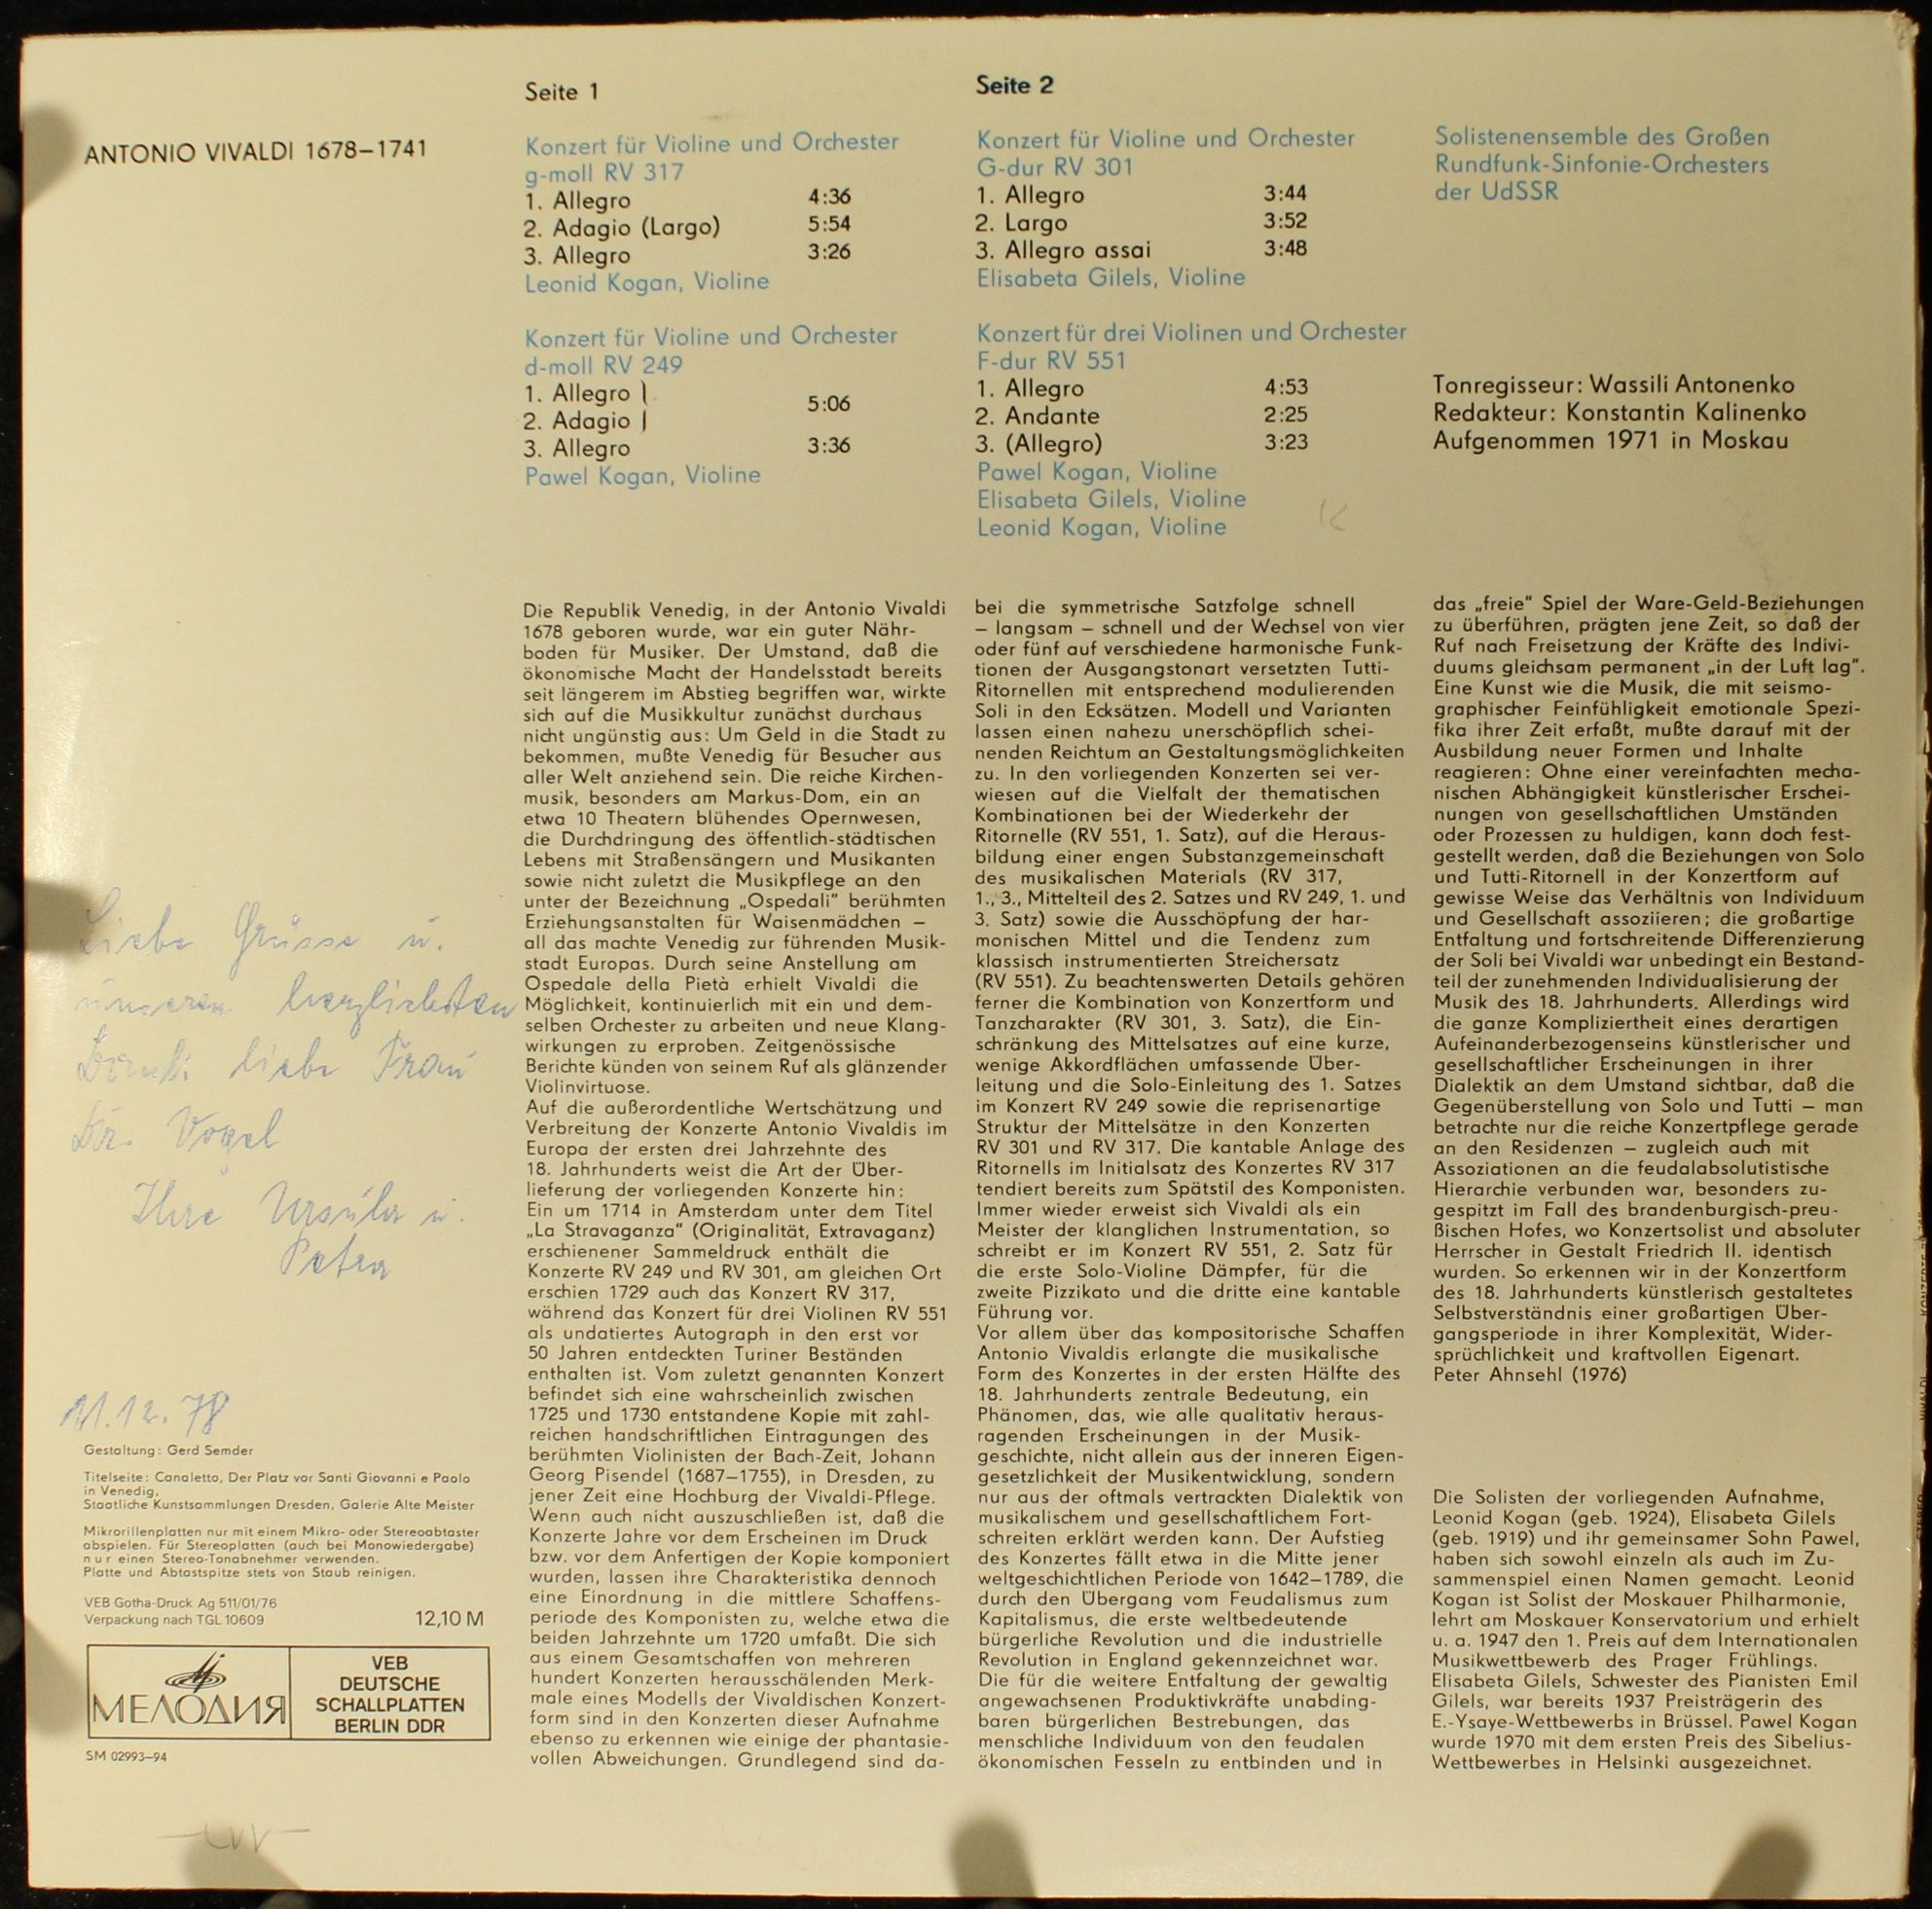 ANTONIO VIVALDI 1678–1741
Seite 1
Konzert für Violine und Orchester
g-moll RV 317
1. Allegro 4:36
2. Adagio (Largo) 5:54
3. Allegro 3:26
Leonid Kogan, Violine
Konzert für Violine und Orchester
d-moll RV 249
1. Allegro
2. Adagio 5:06
3. Allegro 3:36
Pawel Kogan, Violine
Seite 2
Konzert für Violine und Orchester
G-dur RV 301
1. Allegro 3:44
2. Largo 3:52
3. Allegro assai 3:48
Elisabeta Gilels, Violine
Konzert für drei Violinen und Orchester
F-dur RV 551
1. Allegro 4:53
2. Andante 2:25
3. (Allegro) 3:23
Pawel Kogan, Violine
Elisabeta Gilels, Violine
Leonid Kogan, Violine
Solistenensemble des Großen
Rundfunk-Sinfonie-Orchesters
der UdSSR
Tonregisseur: Wassili Antonenko
Redakteur: Konstantin Kalinenko
Aufgenommen 1971 in Moskau
Die Republik Venedig, in der Antonio Vivaldi
1678 geboren wurde, war ein guter Nähr-
boden für Musiker. Der Umstand, daß die
ökonomische Macht der Handelsstadt bereits
seit längerem im Abstieg begriffen war, wirkte
sich auf die Musikkultur zunächst durchaus
nicht ungünstig aus: Um Geld in die Stadt zu
bekommen, mußte Venedig für Besucher aus
aller Welt anziehend sein. Die reiche Kirchen-
musik, besonders am Markus-Dom, ein an
etwa 10 Theatern blühendes Opernwesen,
die Durchdringung des öffentlich-städtischen
Lebens mit Straßensängern und Musikanten
sowie nicht zuletzt die Musikpflege an den
unter der Bezeichnung „Ospedali“ berühmten
Erziehungsanstalten für Waisenmädchen –
all das machte Venedig zur führenden Musik-
stadt Europas. Durch seine Anstellung am
Ospedale della Pietà erhielt Vivaldi die
Möglichkeit, kontinuierlich mit ein und dem-
selben Orchester zu arbeiten und neue Klang-
wirkungen zu erproben. Zeitgenössische
Berichte künden von seinem Ruf als glänzender
Violinvirtuose.
Auf die außerordentliche Wertschätzung und
Verbreitung der Konzerte Antonio Vivaldis im
Europa der ersten drei Jahrzehnte des
18. Jahrhunderts weist die Art der Über-
lieferung der vorliegenden Konzerte hin:
Ein um 1714 in Amsterdam unter dem Titel
„La Stravaganza“ (Originalität, Extravaganz)
erschienener Sammeldruck enthält die
Konzerte RV 249 und RV 301, am gleichen Ort
erschien 1729 auch das Konzert RV 317,
während das Konzert für drei Violinen RV 551
als undatiertes Autograph in den erst vor
50 Jahren entdeckten Turiner Beständen
enthalten ist. Vom zuletzt genannten Konzert
befindet sich eine wahrscheinlich zwischen
1725 und 1730 entstandene Kopie mit zahl-
reichen handschriftlichen Eintragungen des
berühmten Violinisten der Bach-Zeit, Johann
Georg Pisendel (1687–1755), in Dresden, zu
jener Zeit eine Hochburg der Vivaldi-Pflege.
Wenn auch nicht auszuschließen ist, daß die
Konzerte Jahre vor dem Erscheinen im Druck
bzw. vor dem Anfertigen der Kopie komponiert
wurden, lassen ihre Charakteristika dennoch
eine Einordnung in die mittlere Schaffens-
periode des Komponisten zu, welche etwa die
beiden Jahrzehnte um 1720 umfaßt. Die sich
aus einem Gesamtschaffen von mehreren
hundert Konzerten herausschälenden Merk-
male eines Modells der Vivaldischen Konzert-
form sind in den Konzerten dieser Aufnahme
ebenso zu erkennen wie einige der phantasie-
vollen Abweichungen. Grundlegend sind da-
bei die symmetrische Satzfolge schnell
– langsam – schnell und der Wechsel von vier
oder fünf auf verschiedene harmonische Funk-
tionen der Ausgangstonart versetzten Tutti-
Ritornellen mit entsprechend modulierenden
Soli in den Ecksätzen. Modell und Varianten
lassen einen nahezu unerschöpflich schei-
nenden Reichtum an Gestaltungsmöglichkeiten
zu. In den vorliegenden Konzerten sei ver-
wiesen auf die Vielfalt der thematischen
Kombinationen bei der Wiederkehr der
Ritornelle (RV 551, 1. Satz), auf die Heraus-
bildung einer engen Substanzgemeinschaft
des musikalischen Materials (RV 317,
1., 3., Mittelteil des 2. Satzes und RV 249, 1. und
3. Satz) sowie die Ausschöpfung der har-
monischen Mittel und die Tendenz zum
klassisch instrumentierten Streichersatz
(RV 551). Zu beachtenswerten Details gehören
ferner die Kombination von Konzertform und
Tanzcharakter (RV 301, 3. Satz), die Ein-
schränkung des Mittelsatzes auf eine kurze,
wenige Akkordflächen umfassende Über-
leitung und die Solo-Einleitung des 1. Satzes
im Konzert RV 249 sowie die reprisenartige
Struktur der Mittelsätze in den Konzerten
RV 301 und RV 317. Die kantable Anlage des
Ritornells im Initialsatz des Konzertes RV 317
tendiert bereits zum Spätstil des Komponisten.
Immer wieder erweist sich Vivaldi als ein
Meister der klanglichen Instrumentation, so
schreibt er im Konzert RV 551, 2. Satz für
die erste Solo-Violine Dämpfer, für die
zweite Pizzikato und die dritte eine kantable
Führung vor.
Vor allem über das kompositorische Schaffen
Antonio Vivaldis erlangte die musikalische
Form des Konzertes in der ersten Hälfte des
18. Jahrhunderts zentrale Bedeutung, ein
Phänomen, das, wie alle qualitativ heraus-
ragenden Erscheinungen in der Musik-
geschichte, nicht allein aus der inneren Eigen-
gesetzlichkeit der Musikentwicklung, sondern
nur aus der oftmals vertrackten Dialektik von
musikalischem und gesellschaftlichem Fort-
schreiten erklärt werden kann. Der Aufstieg
des Konzertes fällt etwa in die Mitte jener
weltgeschichtlichen Periode von 1642–1789, die
durch den Übergang vom Feudalismus zum
Kapitalismus, die erste weltbedeutende
bürgerliche Revolution und die industrielle
Revolution in England gekennzeichnet war.
Die für die weitere Entfaltung der gewaltig
angewachsenen Produktivkräfte unabding-
baren bürgerlichen Bestrebungen, das
menschliche Individuum von den feudalen
ökonomischen Fesseln zu entbinden und in
das „freie“ Spiel der Ware-Geld-Beziehungen
zu überführen, prägten jene Zeit, so daß der
Ruf nach Freisetzung der Kräfte des Indivi-
duums gleichsam permanent „in der Luft lag“.
Eine Kunst wie die Musik, die mit seismo-
graphischer Feinfühligkeit emotionale Spezi-
fika ihrer Zeit erfaßt, mußte darauf mit der
Ausbildung neuer Formen und Inhalte
reagieren: Ohne einer vereinfachten mecha-
nischen Abhängigkeit künstlerischer Erschei-
nungen von gesellschaftlichen Umständen
oder Prozessen zu huldigen, kann doch fest-
gestellt werden, daß die Beziehungen von Solo
und Tutti-Ritornell in der Konzertform auf
gewisse Weise das Verhältnis von Individuum
und Gesellschaft assoziieren; die großartige
Entfaltung und fortschreitende Differenzierung
der Soli bei Vivaldi war unbedingt ein Bestand-
teil der zunehmenden Individualisierung der
Musik des 18. Jahrhunderts. Allerdings wird
die ganze Kompliziertheit eines derartigen
Aufeinanderbezogenseins künstlerischer und
gesellschaftlicher Erscheinungen in ihrer
Dialektik an dem Umstand sichtbar, daß die
Gegenüberstellung von Solo und Tutti – man
betrachte nur die reiche Konzertpflege gerade
an den Residenzen – zugleich auch mit
Assoziationen an die feudalabsolutistische
Hierarchie verbunden war, besonders zu-
gespitzt im Fall des brandenburgisch-preu-
ßischen Hofes, wo Konzertsolist und absoluter
Herrscher in Gestalt Friedrich II. identisch
wurden. So erkennen wir in der Konzertform
des 18. Jahrhunderts künstlerisch gestaltetes
Selbstverständnis einer großartigen Über-
gangsperiode in ihrer Komplexität, Wider-
sprüchlichkeit und kraftvollen Eigenart.
Peter Ahnsehl (1976)
Die Solisten der vorliegenden Aufnahme,
Leonid Kogan (geb. 1924), Elisabeta Gilels
(geb. 1919) und ihr gemeinsamer Sohn Pawel,
haben sich sowohl einzeln als auch im Zu-
sammenspiel einen Namen gemacht. Leonid
Kogan ist Solist der Moskauer Philharmonie,
lehrt am Moskauer Konservatorium und erhielt
u. a. 1947 den 1. Preis auf dem Internationalen
Musikwettbewerb des Prager Frühlings.
Elisabeta Gilels, Schwester des Pianisten Emil
Gilels, war bereits 1937 Preisträgerin des
E.-Ysaye-Wettbewerbs in Brüssel. Pawel Kogan
wurde 1970 mit dem ersten Preis des Sibelius-
Wettbewerbes in Helsinki ausgezeichnet.
Liebe Grüsse u.
unseren herzlichsten
Dank! liebe Frau
Dr. Vogel
Ihre Ursula u.
Petra
11.12.78
Gestaltung: Gerd Semder
Titelseite: Canaletto, Der Platz vor Santi Giovanni e Paolo
in Venedig,
Staatliche Kunstsammlungen Dresden, Galerie Alte Meister
Mikrorillenplatten nur mit einem Mikro- oder Stereoabtaster
abspielen. Für Stereoplatten (auch bei Monowiedergabe)
nur einen Stereo-Tonabnehmer verwenden.
Platte und Abtastspitze stets von Staub reinigen.
VEB Gotha-Druck Ag 511/01/76
Verpackung nach TGL 10609 12,10 M
МЕЛОДИЯ
VEB
DEUTSCHE
SCHALLPLATTEN
BERLIN DDR
SM 02993–94